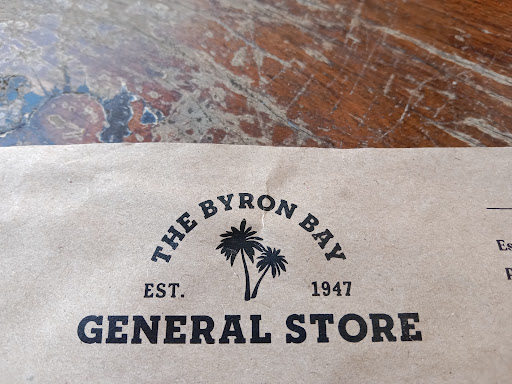 THE BYRON BAY
EST. 1947
GENERAL STORE